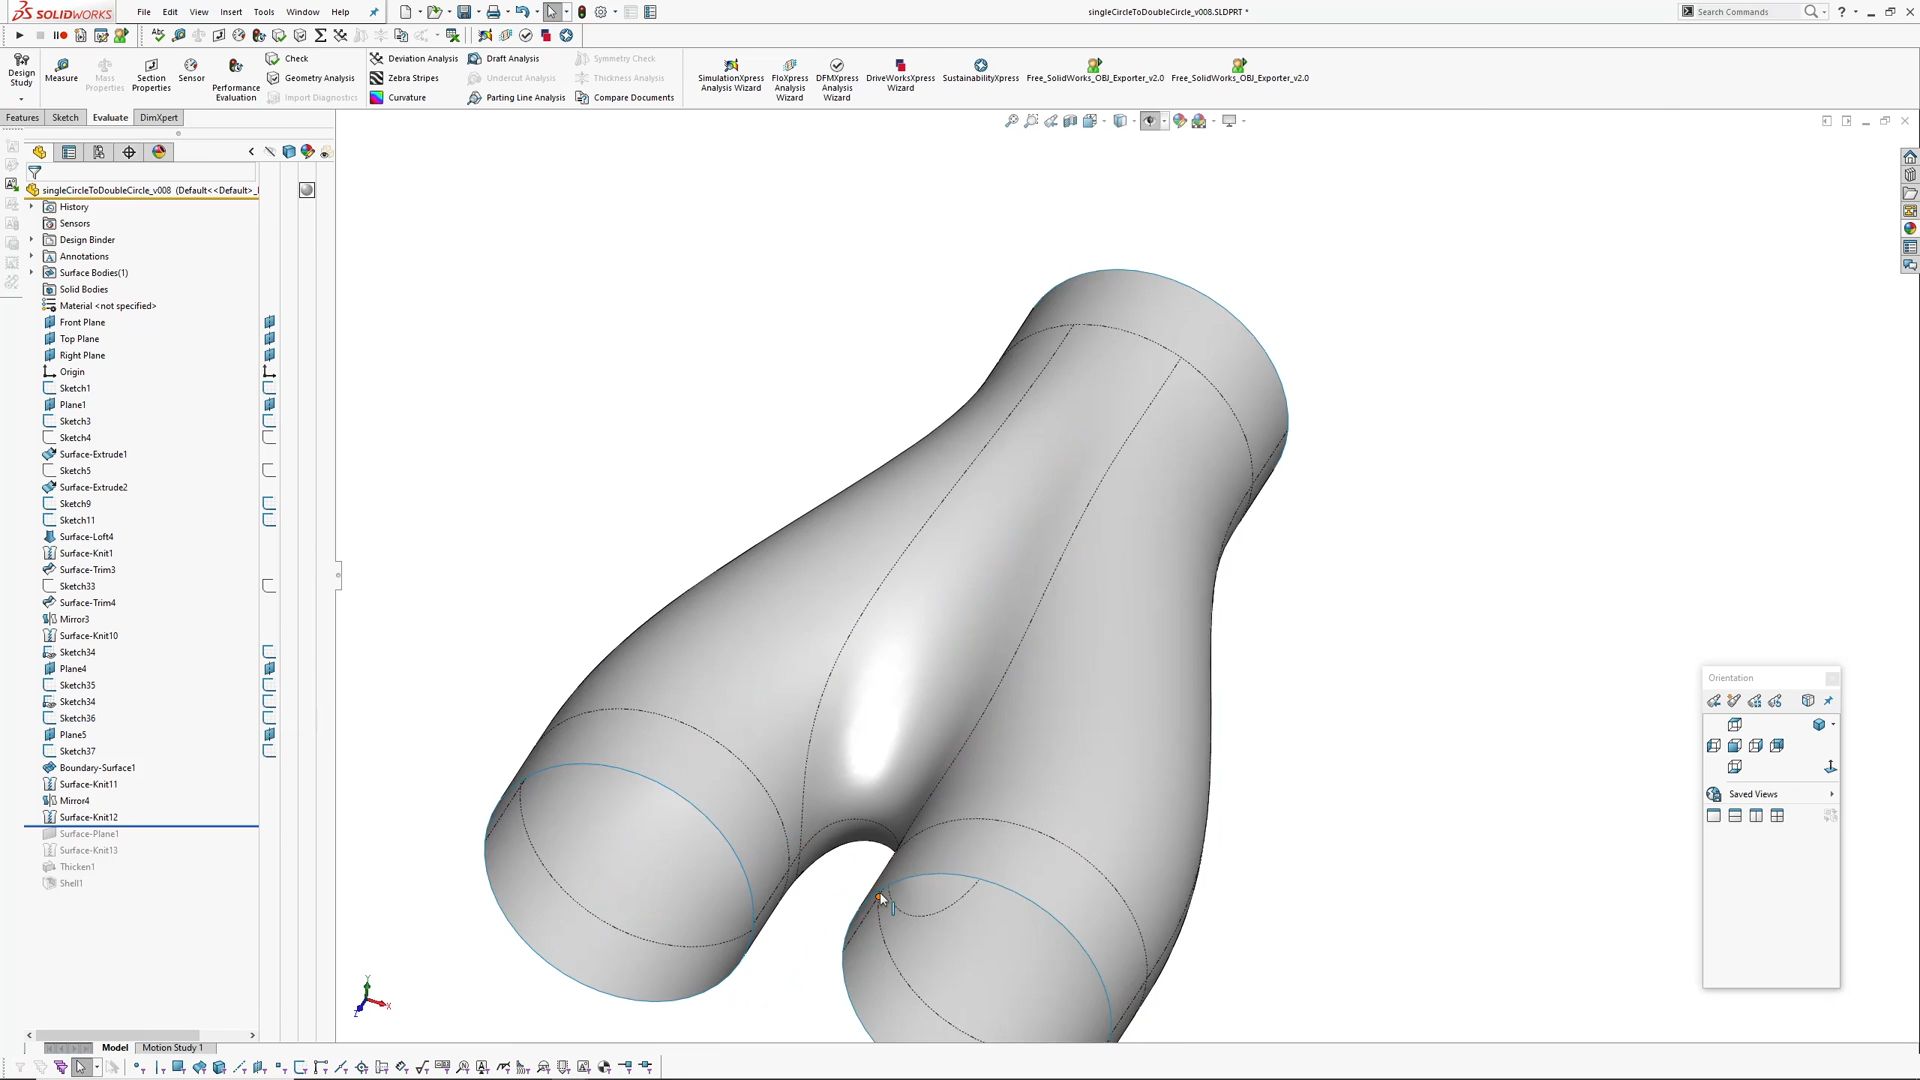 SOLIDWORKS
File Edit View Insert Tools Window Help
singleCircleToDoubleCircle_v008.SLDPRT *
Search Commands
Design Study
Measure
Mass Properties
Section Properties
Sensor
Performance Evaluation
Check
Geometry Analysis
Import Diagnostics
Deviation Analysis
Zebra Stripes
Curvature
Draft Analysis
Undercut Analysis
Parting Line Analysis
Symmetry Check
Thickness Analysis
Compare Documents
SimulationXpress Analysis Wizard
FloXpress Analysis Wizard
DFMXpress Analysis Wizard
DriveWorksXpress Wizard
SustainabilityXpress
Free_SolidWorks_OBJ_Exporter_v2.0
Free_SolidWorks_OBJ_Exporter_v2.0
Features Sketch Evaluate DimXpert
singleCircleToDoubleCircle_v008 (Default<<Default>_
History
Sensors
Design Binder
Annotations
Surface Bodies(1)
Solid Bodies
Material <not specified>
Front Plane
Top Plane
Right Plane
Origin
Sketch1
Plane1
Sketch3
Sketch4
Surface-Extrude1
Sketch5
Surface-Extrude2
Sketch9
Sketch11
Surface-Loft4
Surface-Knit1
Surface-Trim3
Sketch33
Surface-Trim4
Mirror3
Surface-Knit10
Sketch34
Plane4
Sketch35
Sketch34
Sketch36
Plane5
Sketch37
Boundary-Surface1
Surface-Knit11
Mirror4
Surface-Knit12
Surface-Plane1
Surface-Knit13
Thicken1
Shell1
Orientation
Saved Views
Y
X
Z
Model Motion Study 1